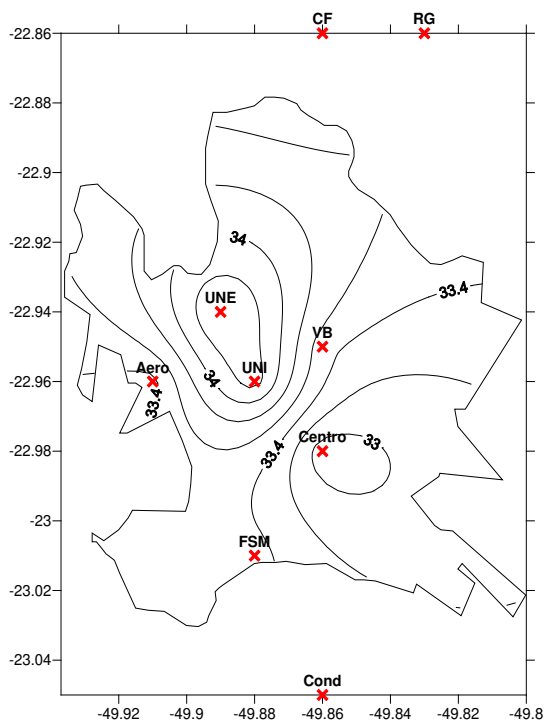 CF RG
-22.86
-22.88
-22.9
-22.92
34
33.4
UNE
-22.94
VB
Aero UNI
-22.96
34
33.4
Centro 33
-22.98
33.4
-23
FSM
-23.02
-23.04
Cond
-49.92 -49.9 -49.88 -49.86 -49.84 -49.82 -49.8